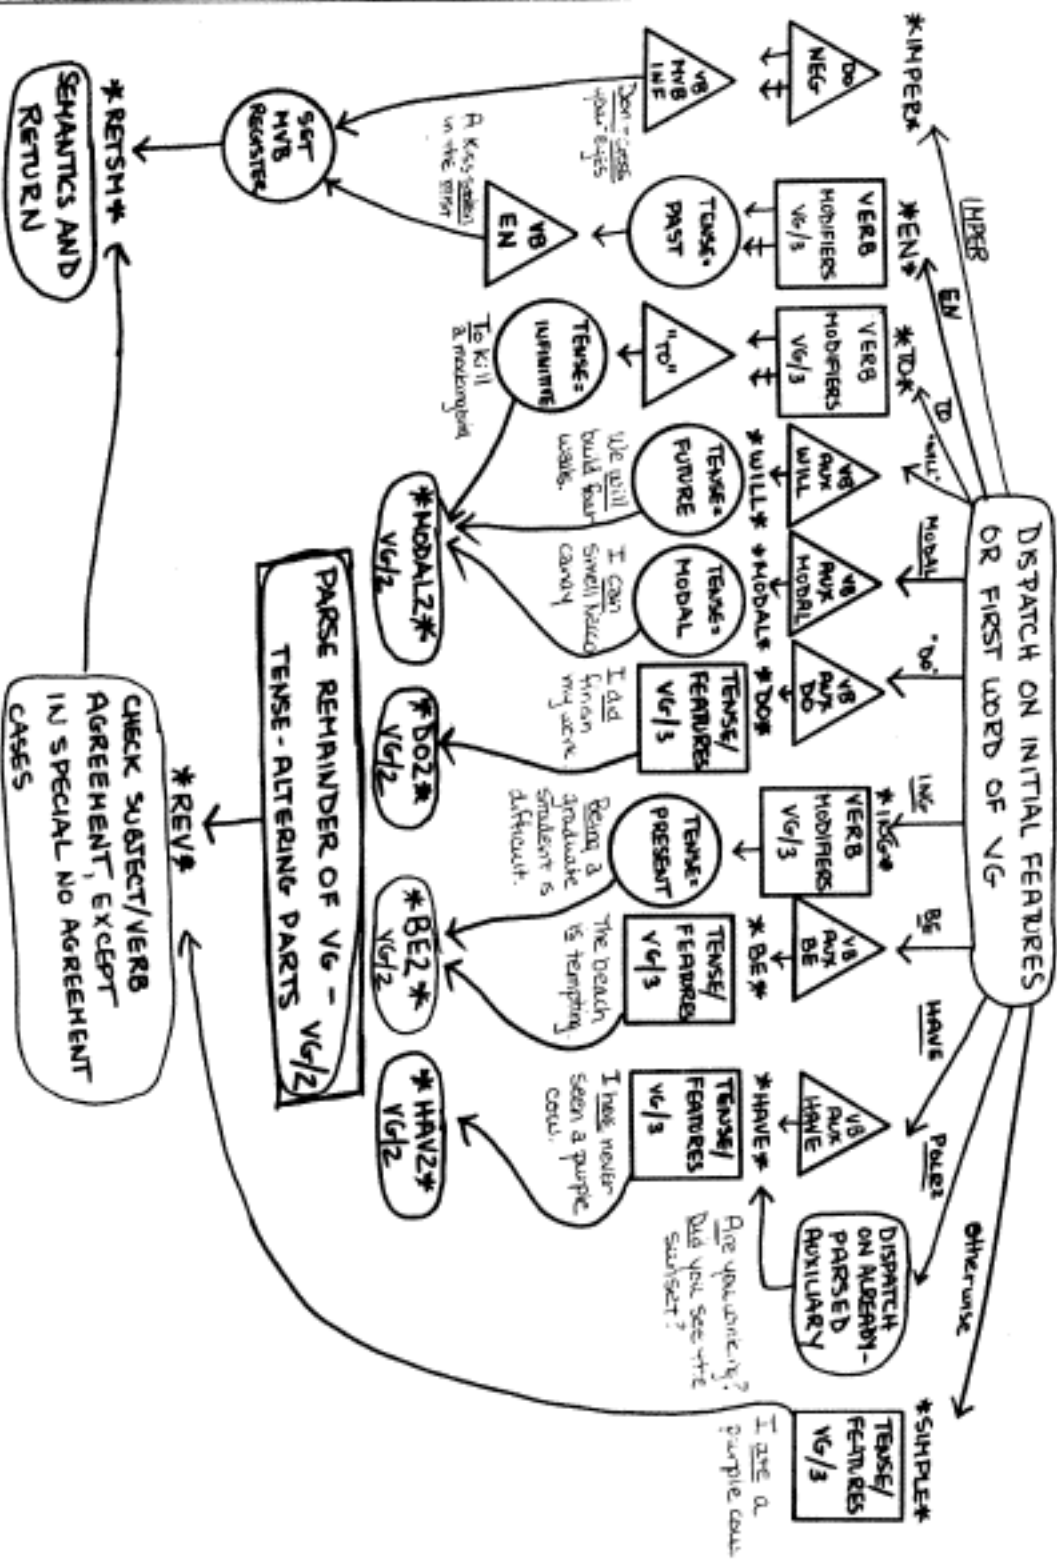 DISPATCH ON INITIAL FEATURES
OR FIRST WORD OF VG
IMPER
EN
TO
"WILL"
MODAL
"DO"
ING
BE
HAVE
POLR2
otherwise
*IMPER*
DO
NEG
VB
MVB
INF
your eyes
*EN*
VERB
MODIFIERS
VG/3
TENSE=
PAST
VB
EN
A kiss
in the mist
SET
MVB
REGISTER
*TO*
VERB
MODIFIERS
VG/3
"TO"
TENSE=
INFINITIVE
To kill
a mockingbird
VB
AUX
WILL
*WILL*
TENSE=
FUTURE
We will
build four
walls.
VB
AUX
MODAL
*MODAL*
TENSE=
MODAL
I can
smell Necco
candy
VB
AUX
DO
*DO*
TENSE/
FEATURES
VG/3
I did
finish
my work
*ING*
VERB
MODIFIERS
VG/3
TENSE=
PRESENT
Being a
graduate
student is
difficult.
VB
AUX
BE
*BE*
TENSE/
FEATURES
VG/3
The beach
is tempting.
VB
AUX
HAVE
*HAVE*
TENSE/
FEATURES
VG/3
I have never
seen a purple
cow.
DISPATCH
ON ALREADY-
PARSED
AUXILIARY
Are you
Did you see the
sunset?
*SIMPLE*
TENSE/
FEATURES
VG/3
I a
purple cow
*MODAL2*
VG/2
*DO2*
VG/2
*BE2*
VG/2
*HAV2*
VG/2
PARSE REMAINDER OF VG -
TENSE-ALTERING PARTS VG/2
*REV*
CHECK SUBJECT/VERB
AGREEMENT, EXCEPT
IN SPECIAL NO AGREEMENT
CASES
*RETSM*
SEMANTICS AND
RETURN